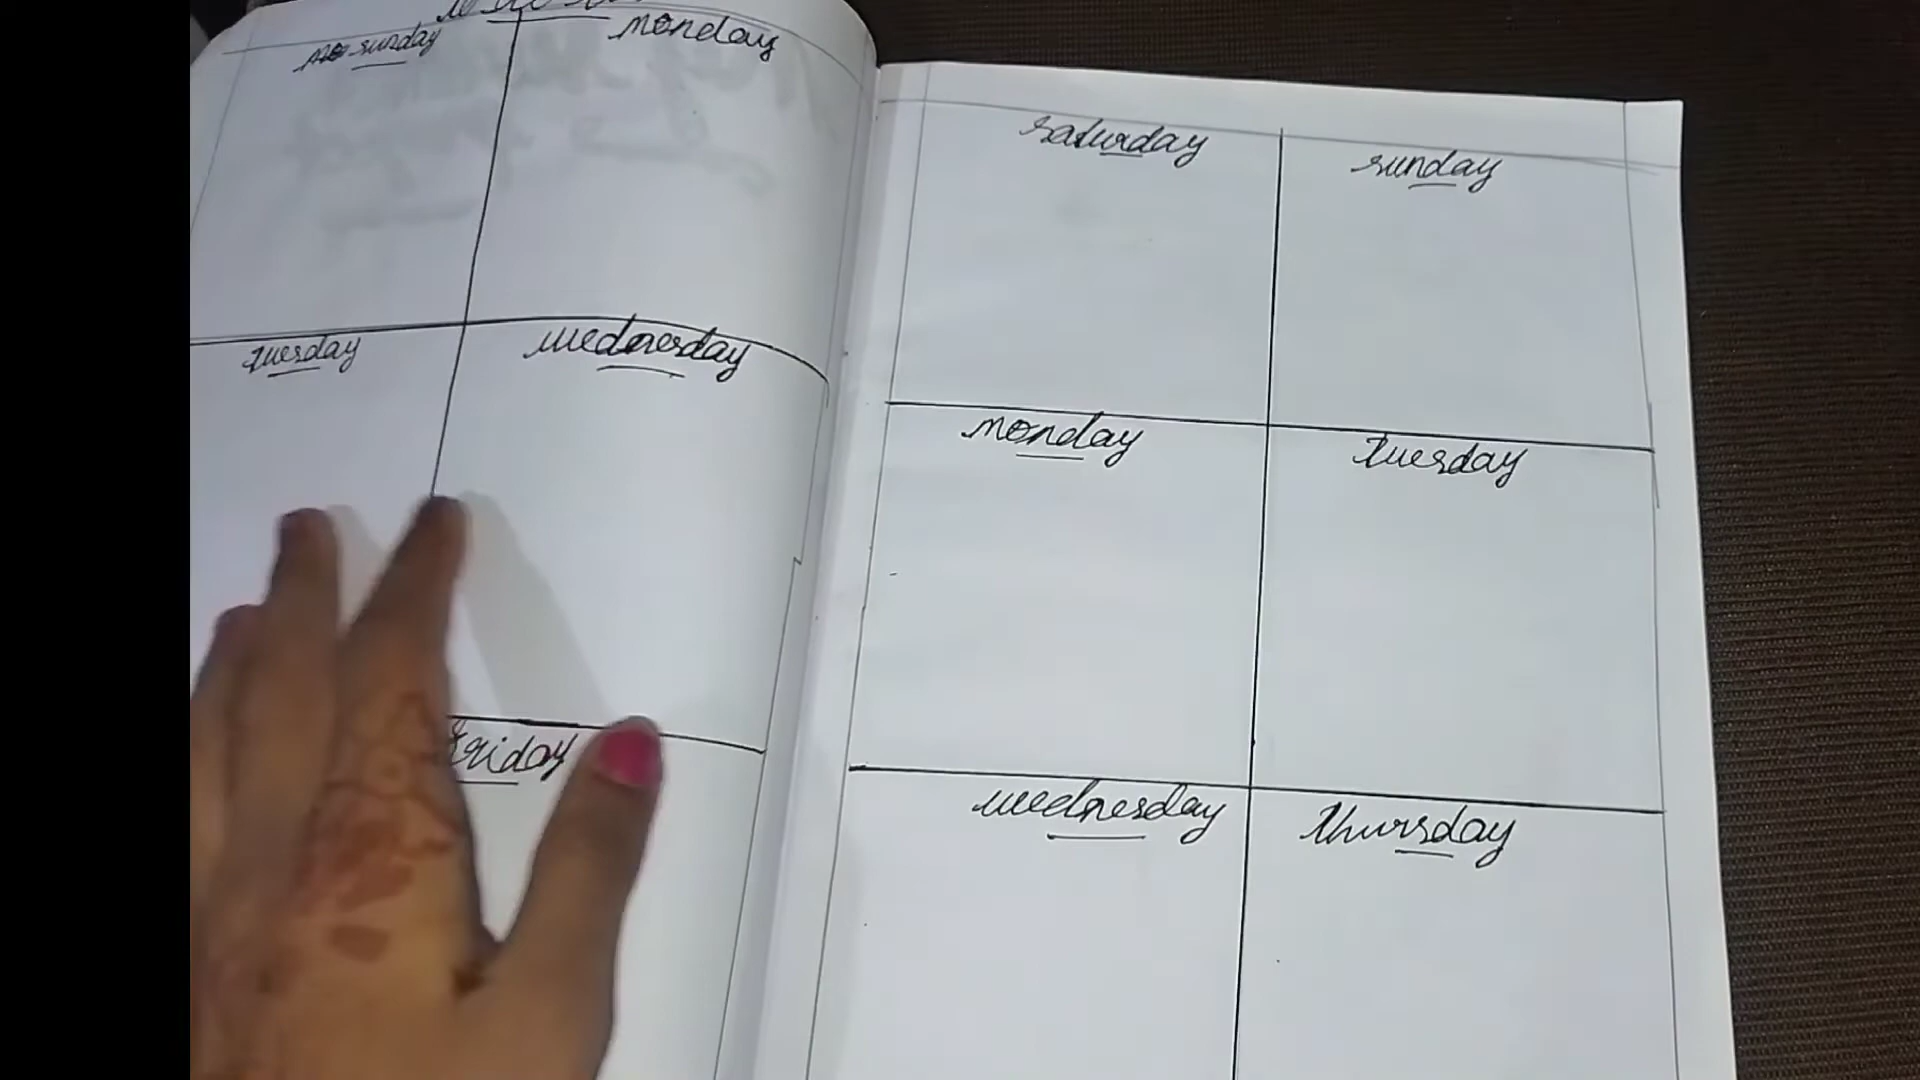 sunday
monday
tuesday
wednesday
friday
saturday
sunday
monday
tuesday
wednesday
thursday